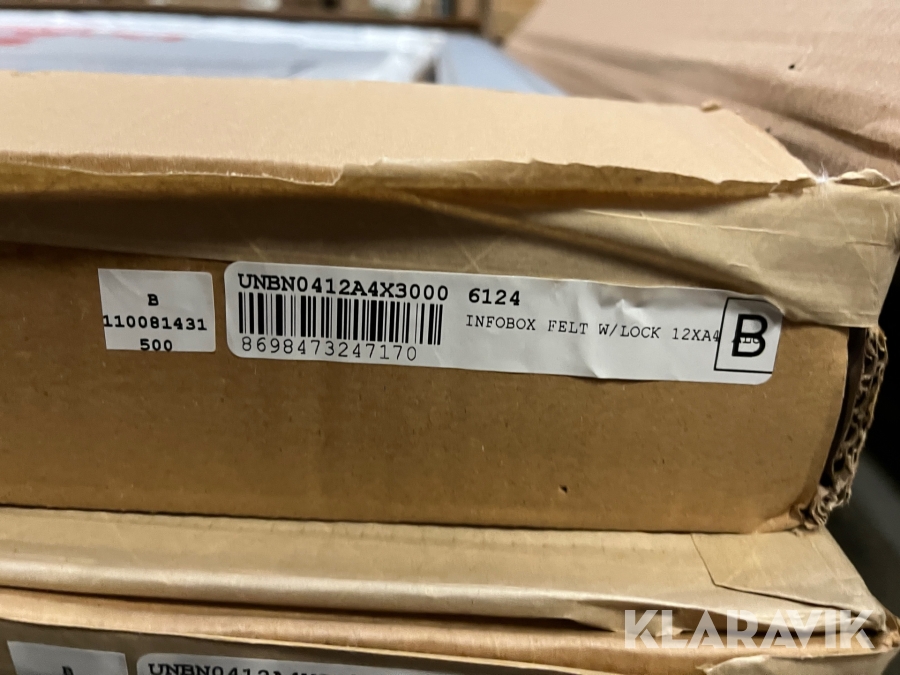 B
110081431
500
UNBN0412A4X3000 6124
INFOBOX FELT W/LOCK 12XA4
B
8698473247170
KLARAVIK
B